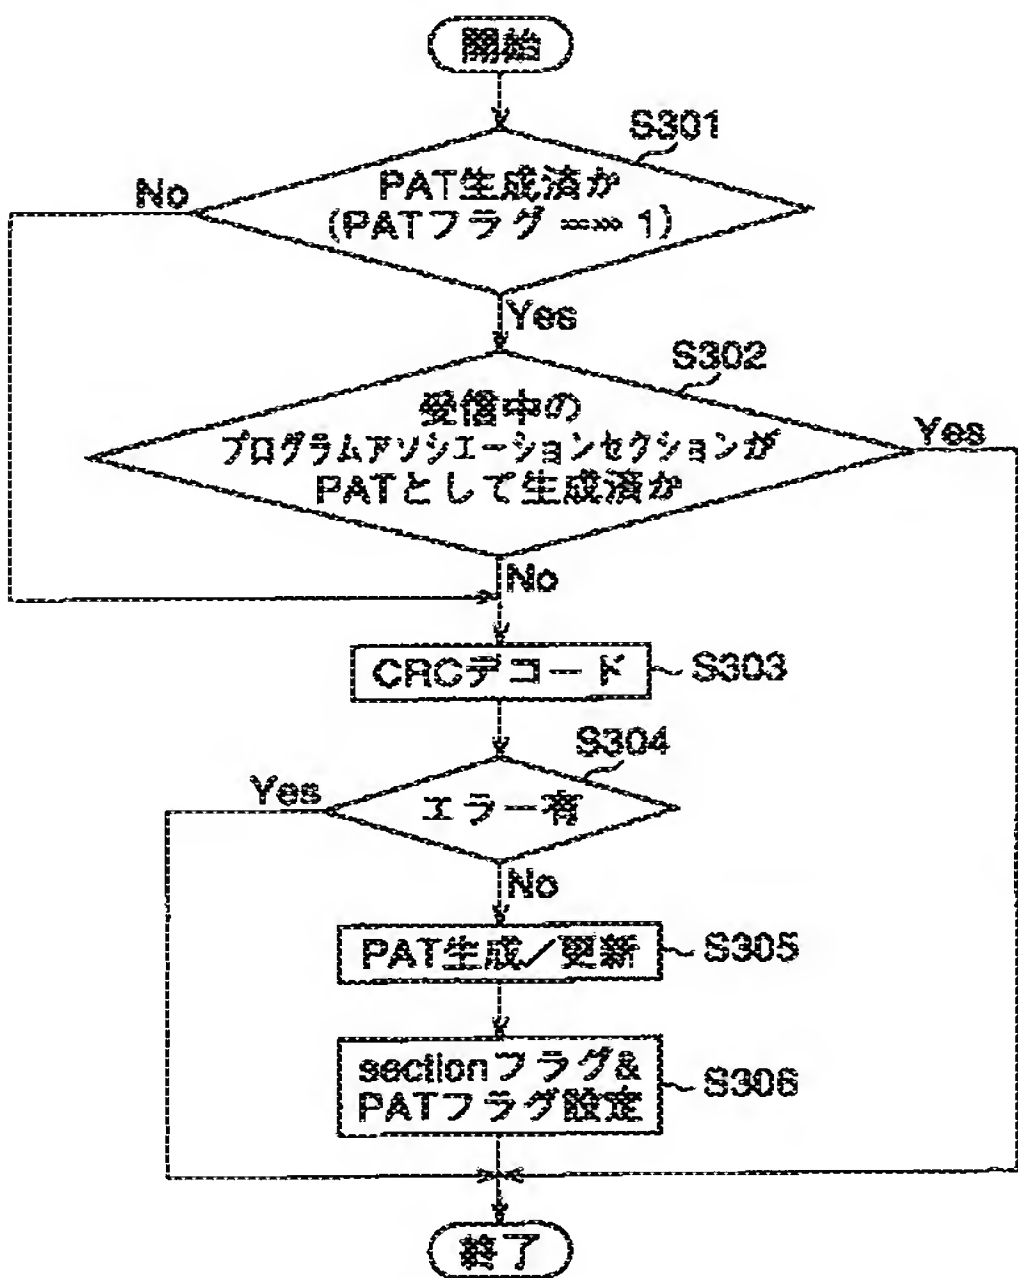 開始
S301
PAT生成済か
(PATフラグ == 1)
No
Yes
S302
受信中の
プログラムアソシエーションセクションが
PATとして生成済か
Yes
No
CRCデコード
S303
S304
エラー有
Yes
No
PAT生成/更新
S305
sectionフラグ&
PATフラグ設定
S306
終了